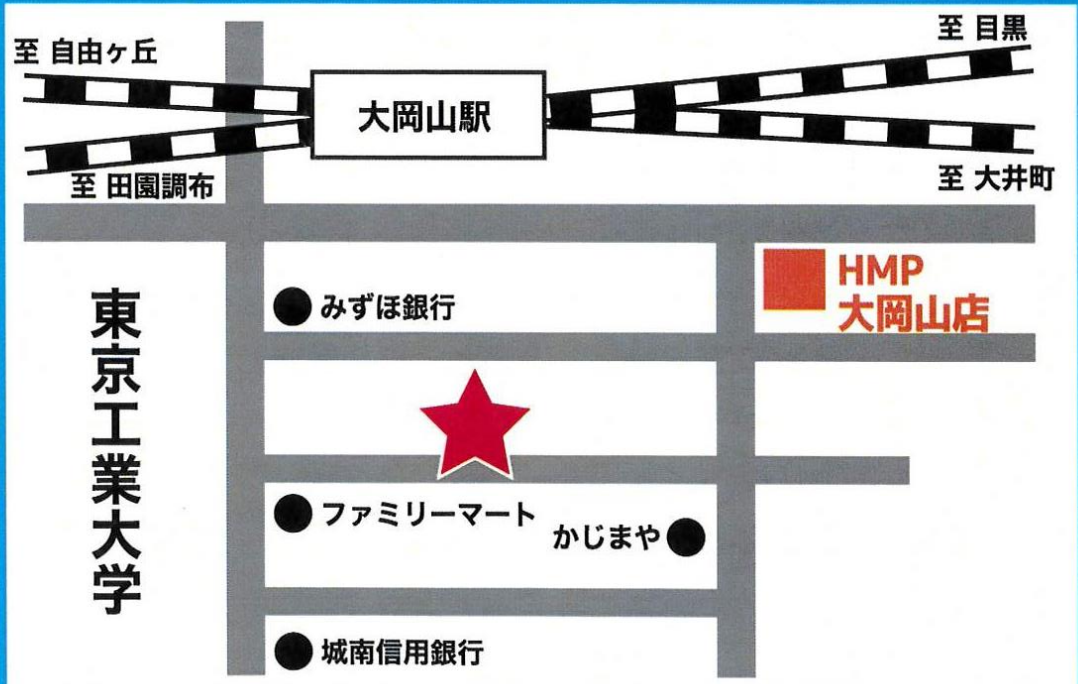 至 自由ヶ丘
至 目黒
大岡山駅
至 田園調布
至 大井町
HMP
大岡山店
みずほ銀行
東京工業大学
ファミリーマート
かじまや
城南信用銀行